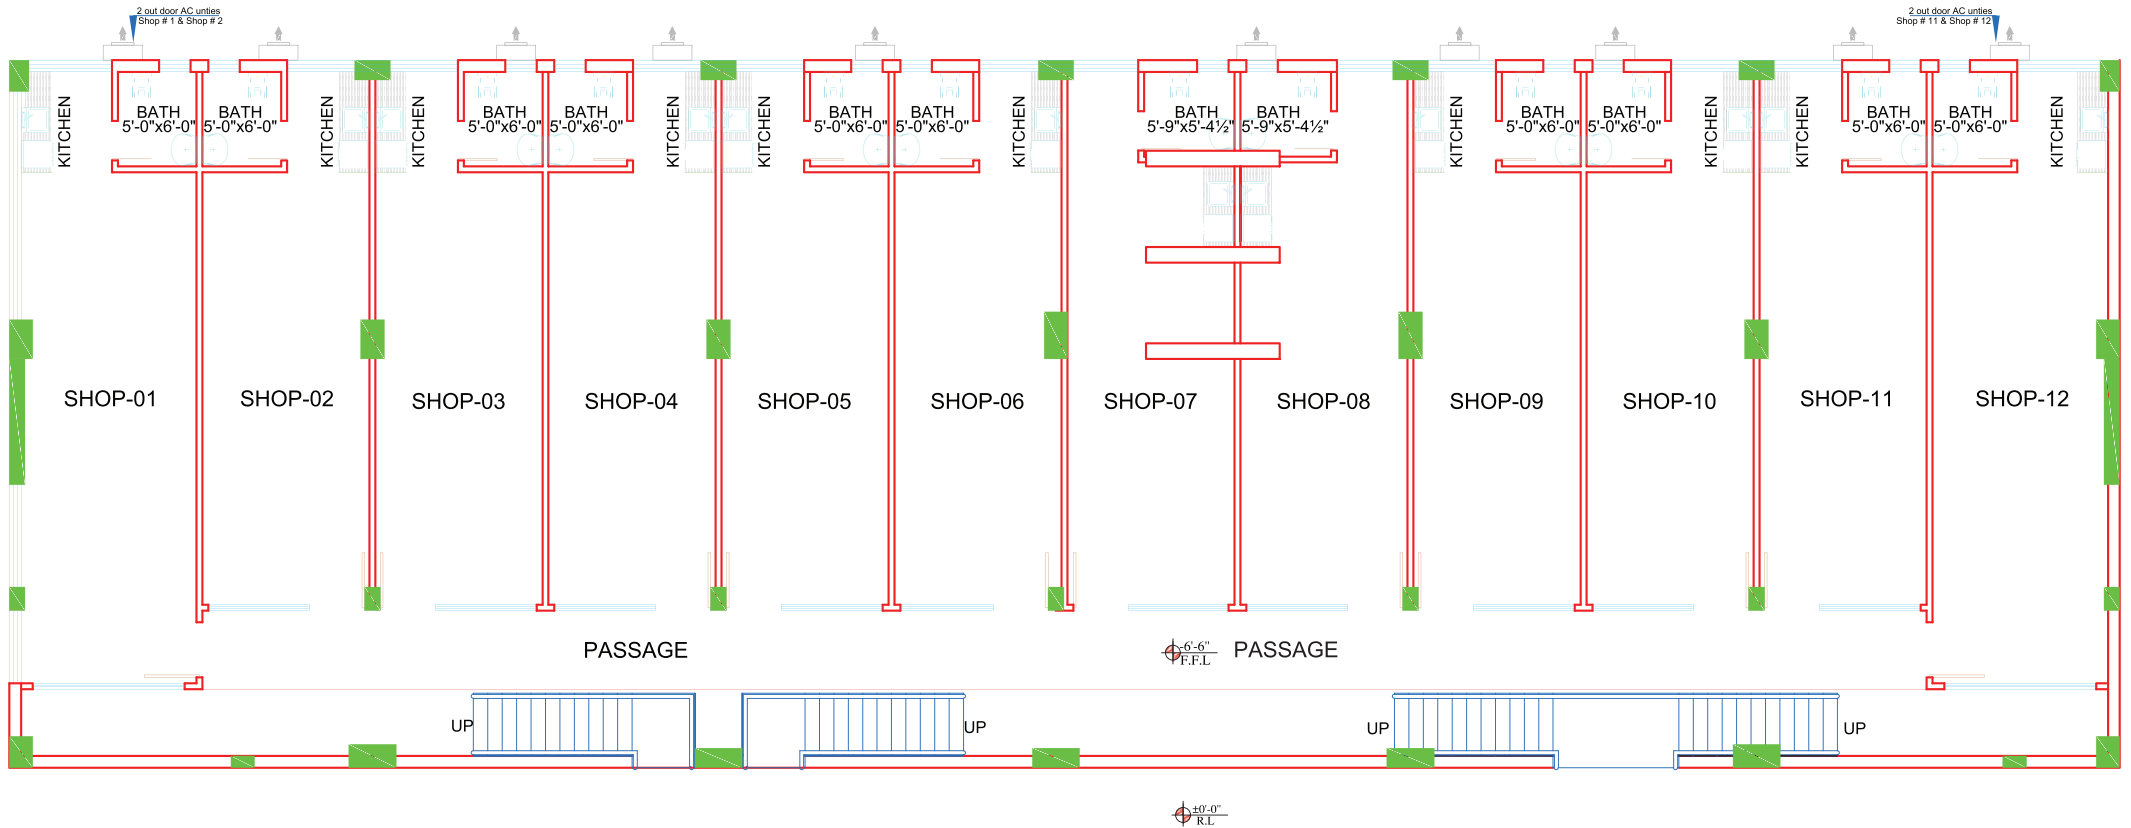 2 out door AC unties
Shop # 1 & Shop # 2
2 out door AC unties
Shop # 11 & Shop # 12
KITCHEN
BATH
5'-0"x6'-0"
BATH
5'-0"x6'-0"
KITCHEN
KITCHEN
BATH
5'-0"x6'-0"
BATH
5'-0"x6'-0"
KITCHEN
KITCHEN
BATH
5'-0"x6'-0"
BATH
5'-0"x6'-0"
KITCHEN
BATH
5'-9"x5'-4½"
BATH
5'-9"x5'-4½"
KITCHEN
BATH
5'-0"x6'-0"
BATH
5'-0"x6'-0"
KITCHEN
KITCHEN
BATH
5'-0"x6'-0"
BATH
5'-0"x6'-0"
KITCHEN
SHOP-01
SHOP-02
SHOP-03
SHOP-04
SHOP-05
SHOP-06
SHOP-07
SHOP-08
SHOP-09
SHOP-10
SHOP-11
SHOP-12
PASSAGE
-6'-6"
F.F.L
PASSAGE
UP
UP
UP
UP
±0'-0"
R.L